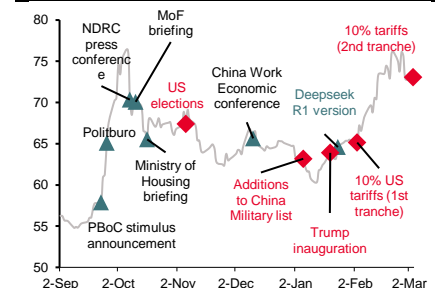 80
75
70
65
60
55
50
2-Sep
2-Oct
2-Nov
2-Dec
2-Jan
2-Feb
2-Mar
NDRC
press
conferenc
e
MoF
briefing
Politburo
PBoC stimulus
announcement
Ministry of
Housing
briefing
US
elections
China Work
Economic
conference
Additions
to China
Military list
Deepseek
R1 version
Trump
inauguration
10% US
tariffs (1st
tranche)
10% tariffs
(2nd tranche)